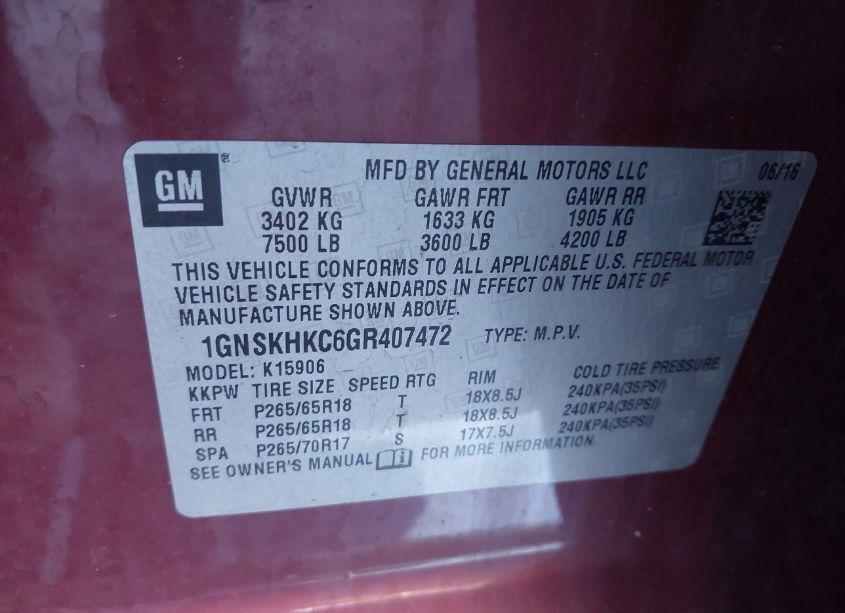 GM ®
MFD BY GENERAL MOTORS LLC 06/16
GVWR GAWR FRT GAWR RR
3402 KG 1633 KG 1905 KG
7500 LB 3600 LB 4200 LB
THIS VEHICLE CONFORMS TO ALL APPLICABLE U.S. FEDERAL MOTOR
VEHICLE SAFETY STANDARDS IN EFFECT ON THE DATE OF
MANUFACTURE SHOWN ABOVE.
1GNSKHKC6GR407472 TYPE: M.P.V.
MODEL: K15906
KKPW TIRE SIZE SPEED RTG RIM COLD TIRE PRESSURE
FRT P265/65R18 T 18X8.5J 240KPA(35PSI)
RR P265/65R18 T 18X8.5J 240KPA(35PSI)
SPA P265/70R17 S 17X7.5J 240KPA(35PSI)
SEE OWNER'S MANUAL FOR MORE INFORMATION.